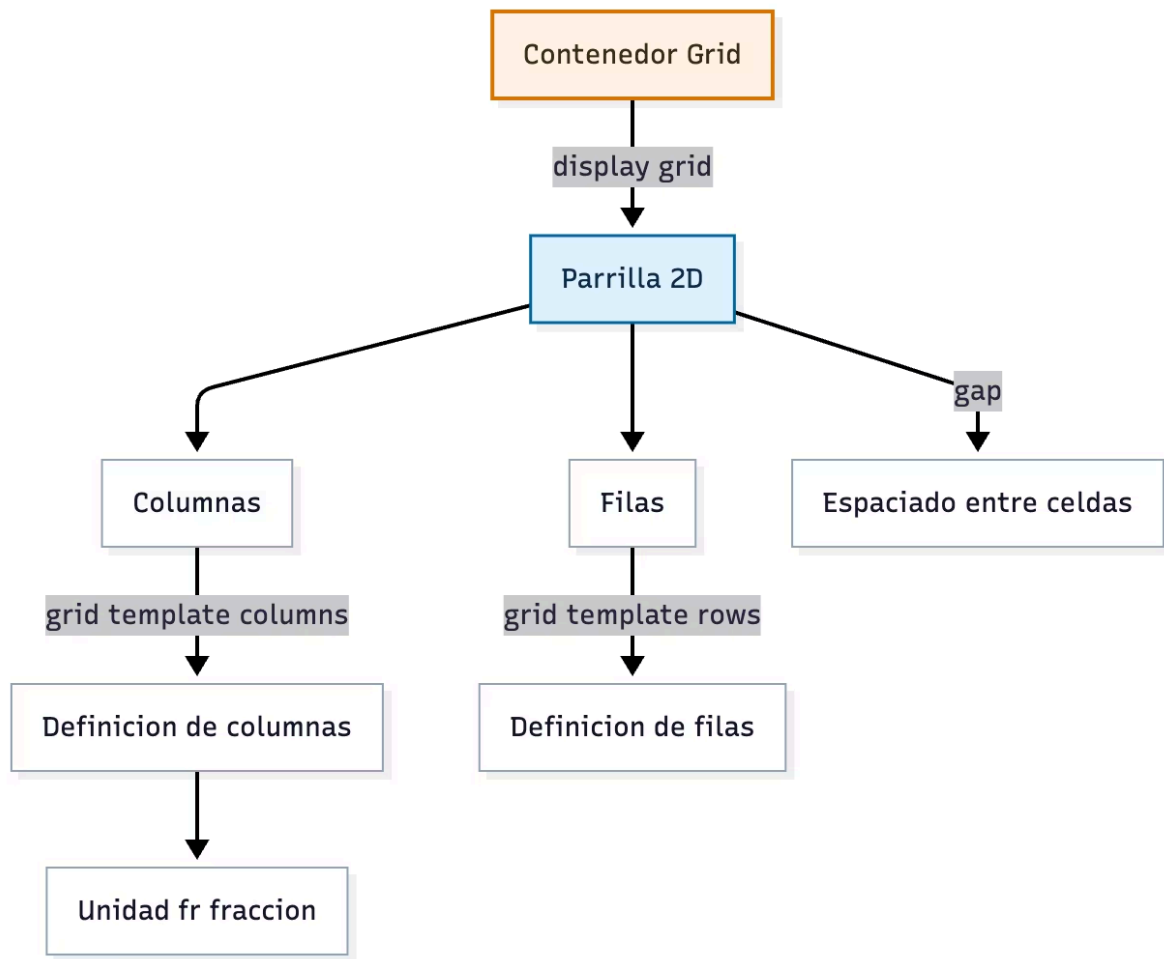 Contenedor Grid
display grid
Parrilla 2D
gap
Columnas
Filas
Espaciado entre celdas
grid template columns
grid template rows
Definicion de columnas
Definicion de filas
Unidad fr fraccion